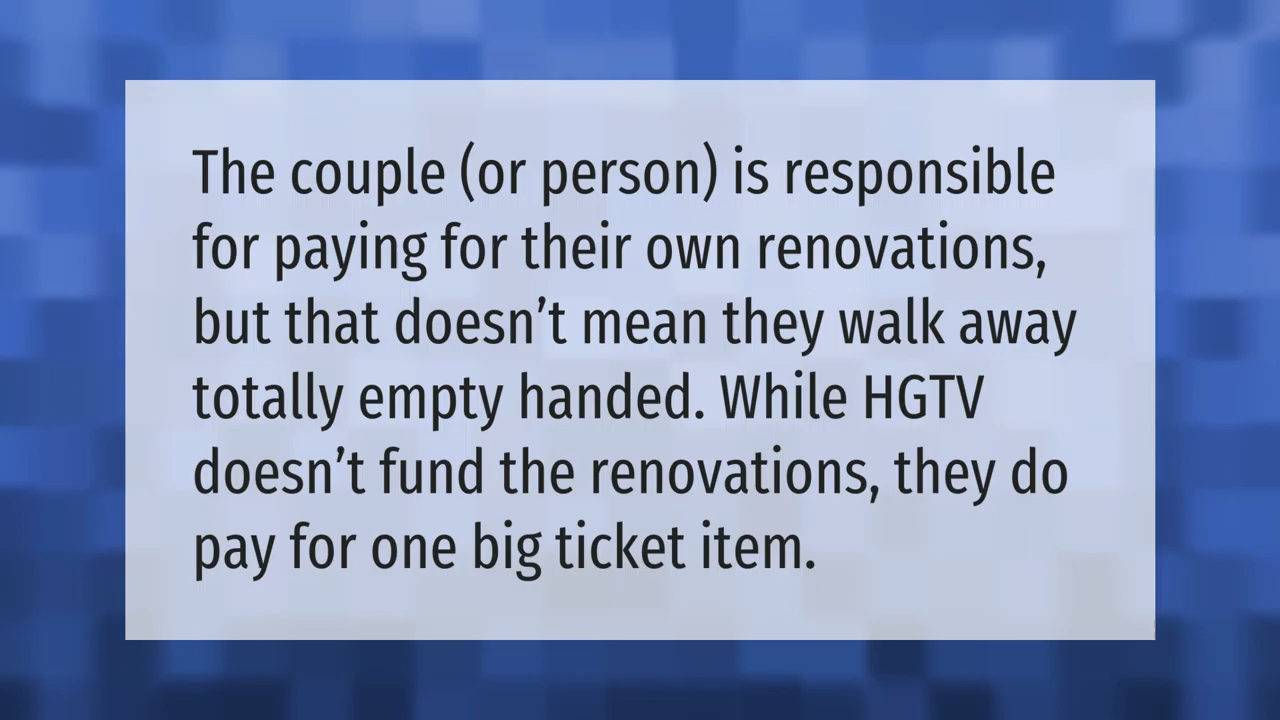 The couple (or person) is responsible
for paying for their own renovations,
but that doesn’t mean they walk away
totally empty handed. While HGTV
doesn’t fund the renovations, they do
pay for one big ticket item.